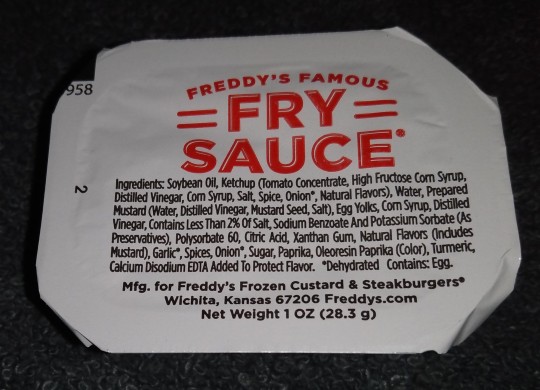 958
2
FREDDY'S FAMOUS
FRY
SAUCE®
Ingredients: Soybean Oil, Ketchup (Tomato Concentrate, High Fructose Corn Syrup,
Distilled Vinegar, Corn Syrup, Salt, Spice, Onion*, Natural Flavors), Water, Prepared
Mustard (Water, Distilled Vinegar, Mustard Seed, Salt), Egg Yolks, Corn Syrup, Distilled
Vinegar, Contains Less Than 2% Of Salt, Sodium Benzoate And Potassium Sorbate (As
Preservatives), Polysorbate 60, Citric Acid, Xanthan Gum, Natural Flavors (Includes
Mustard), Garlic*, Spices, Onion*, Sugar, Paprika, Oleoresin Paprika (Color), Turmeric,
Calcium Disodium EDTA Added To Protect Flavor. *Dehydrated Contains: Egg.
Mfg. for Freddy's Frozen Custard & Steakburgers®
Wichita, Kansas 67206 Freddys.com
Net Weight 1 OZ (28.3 g)